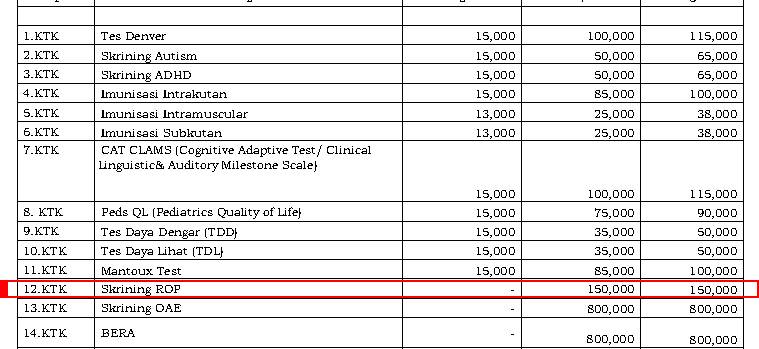 1.KTK Tes Denver 15,000 100,000 115,000
2.KTK Skrining Autism 15,000 50,000 65,000
3.KTK Skrining ADHD 15,000 50,000 65,000
4.KTK Imunisasi Intrakutan 15,000 85,000 100,000
5.KTK Imunisasi Intramuscular 13,000 25,000 38,000
6.KTK Imunisasi Subkutan 13,000 25,000 38,000
7.KTK CAT CLAMS (Cognitive Adaptive Test/ Clinical
Linguistic& Auditory Milestone Scale)
15,000 100,000 115,000
8. KTK Peds QL (Pediatrics Quality of Life) 15,000 75,000 90,000
9.KTK Tes Daya Dengar (TDD) 15,000 35,000 50,000
10.KTK Tes Daya Lihat (TDL) 15,000 35,000 50,000
11.KTK Mantoux Test 15,000 85,000 100,000
12.KTK Skrining ROP - 150,000 150,000
13.KTK Skrining OAE - 800,000 800,000
14.KTK BERA - 800,000 800,000